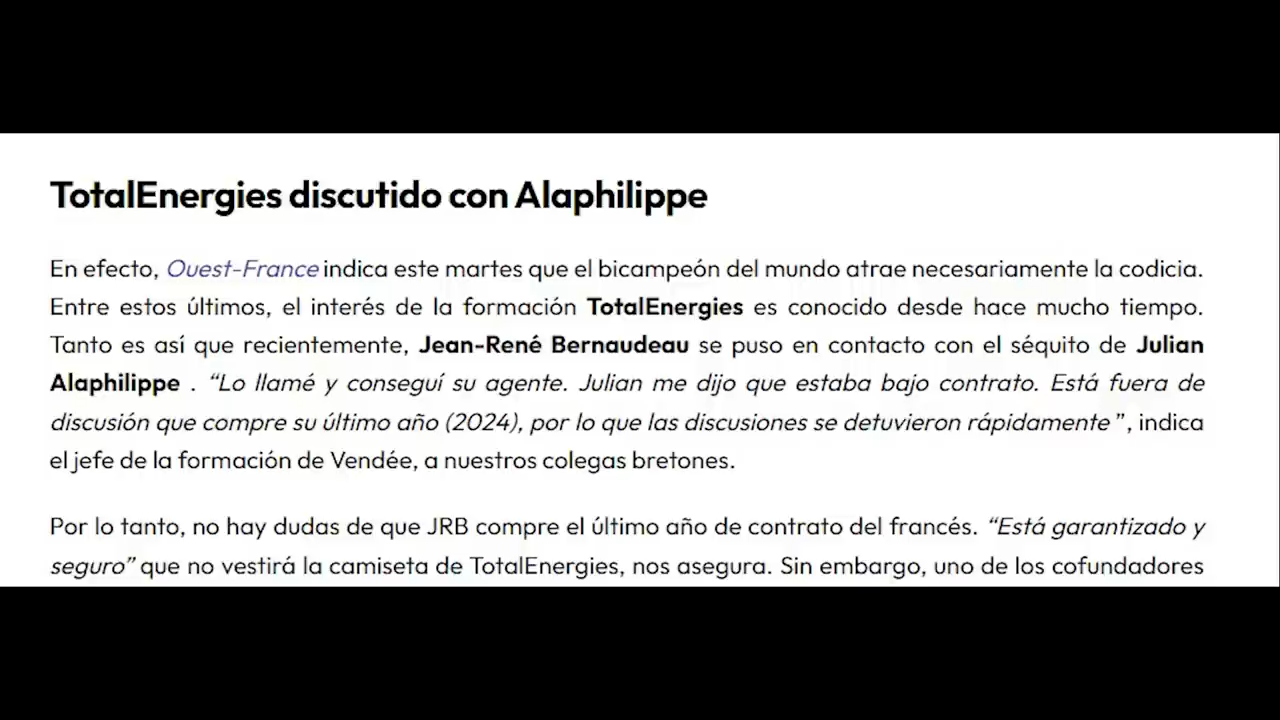 TotalEnergies discutido con Alaphilippe
En efecto, Ouest-France indica este martes que el bicampeón del mundo atrae necesariamente la codicia.
Entre estos últimos, el interés de la formación TotalEnergies es conocido desde hace mucho tiempo.
Tanto es así que recientemente, Jean-René Bernaudeau se puso en contacto con el séquito de Julian
Alaphilippe . “Lo llamé y conseguí su agente. Julian me dijo que estaba bajo contrato. Está fuera de
discusión que compre su último año (2024), por lo que las discusiones se detuvieron rápidamente ” , indica
el jefe de la formación de Vendée, a nuestros colegas bretones.
Por lo tanto, no hay dudas de que JRB compre el último año de contrato del francés. “Está garantizado y
seguro” que no vestirá la camiseta de TotalEnergies, nos asegura. Sin embargo, uno de los cofundadores